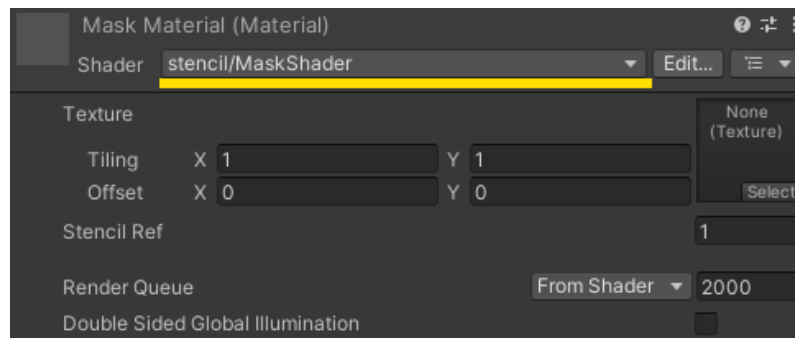 Mask Material (Material)
Shader stencil/MaskShader Edit...
Texture None
(Texture)
Tiling X 1 Y 1
Offset X 0 Y 0 Select
Stencil Ref 1
Render Queue From Shader 2000
Double Sided Global Illumination